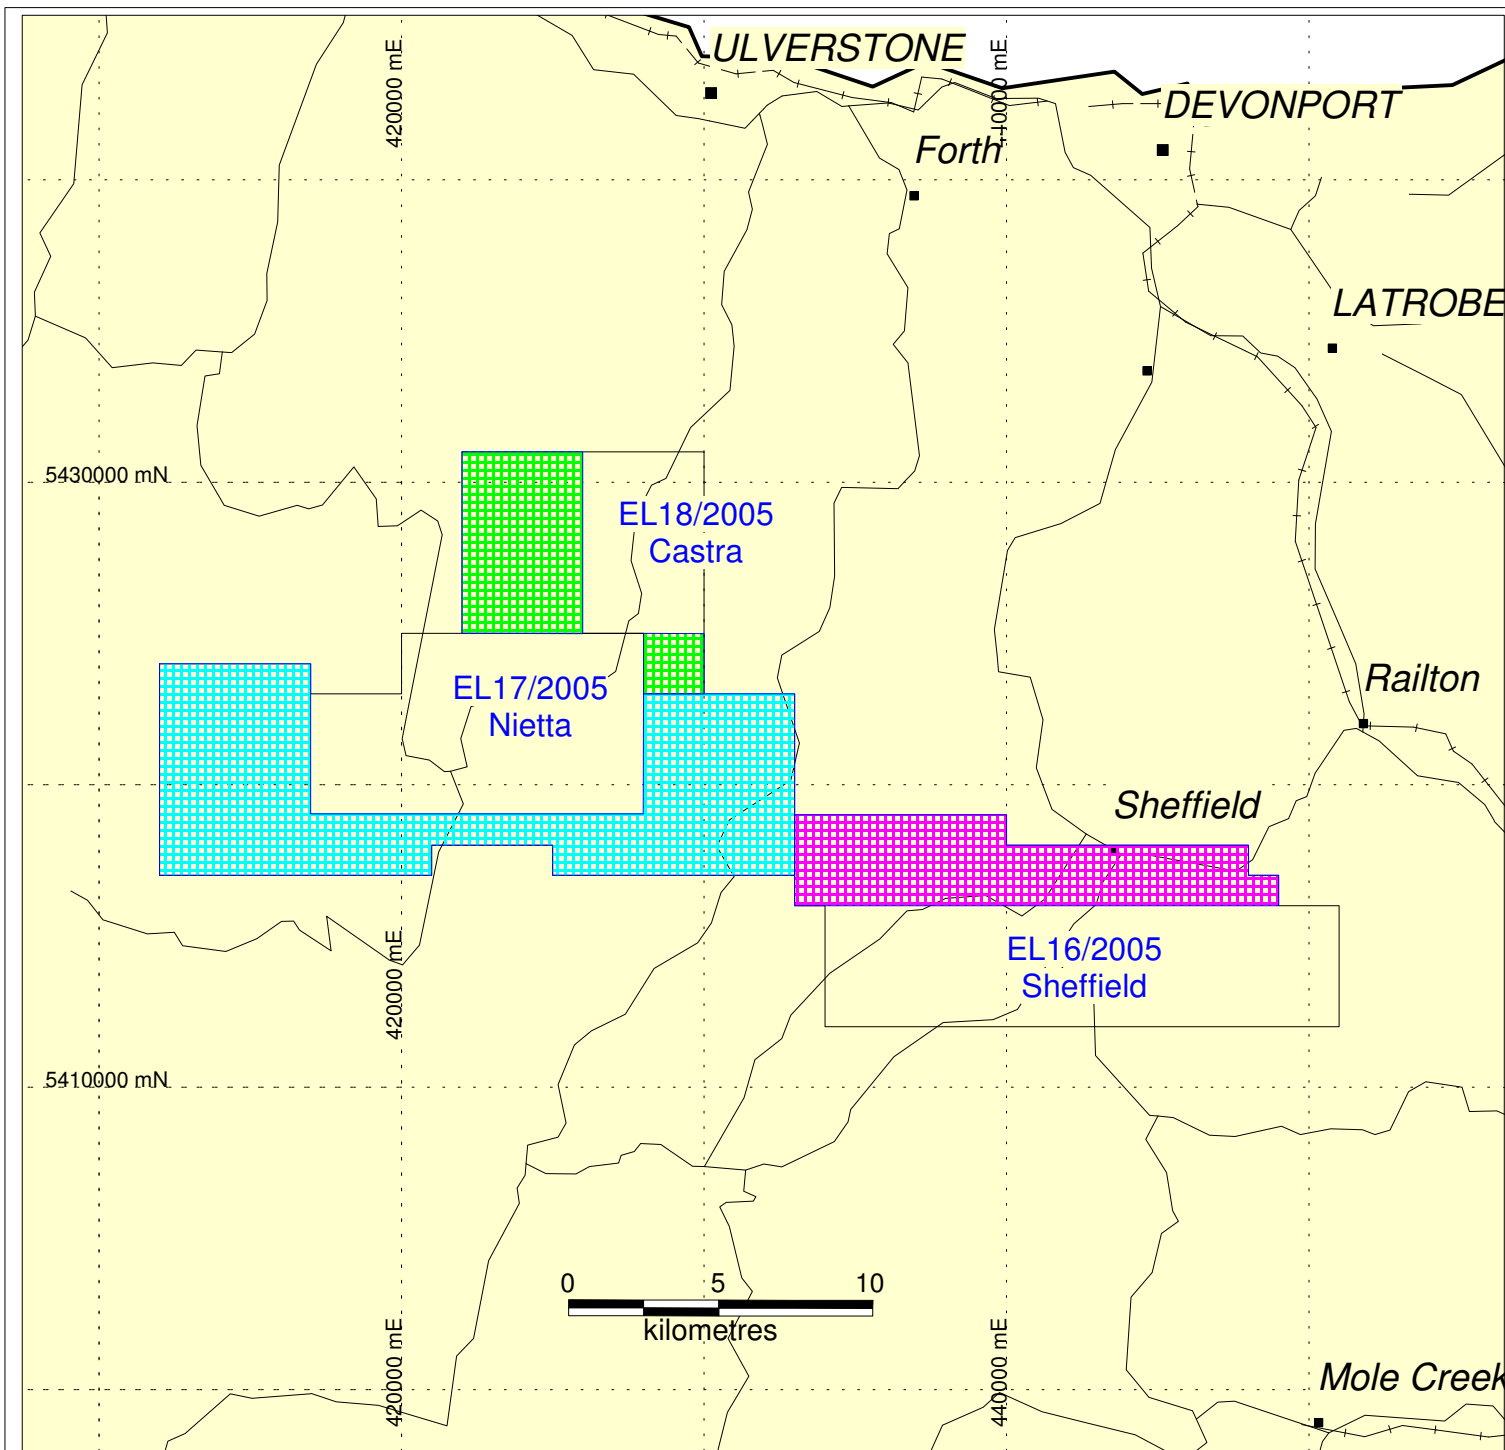 420000 mE
ULVERSTONE
440000 mE
DEVONPORT
Forth
LATROBE
5430000 mN
EL18/2005
Castra
EL17/2005
Nietta
Railton
Sheffield
420000 mE
EL16/2005
Sheffield
5410000 mN
0 5 10
kilometres
420000 mE
440000 mE
Mole Creek